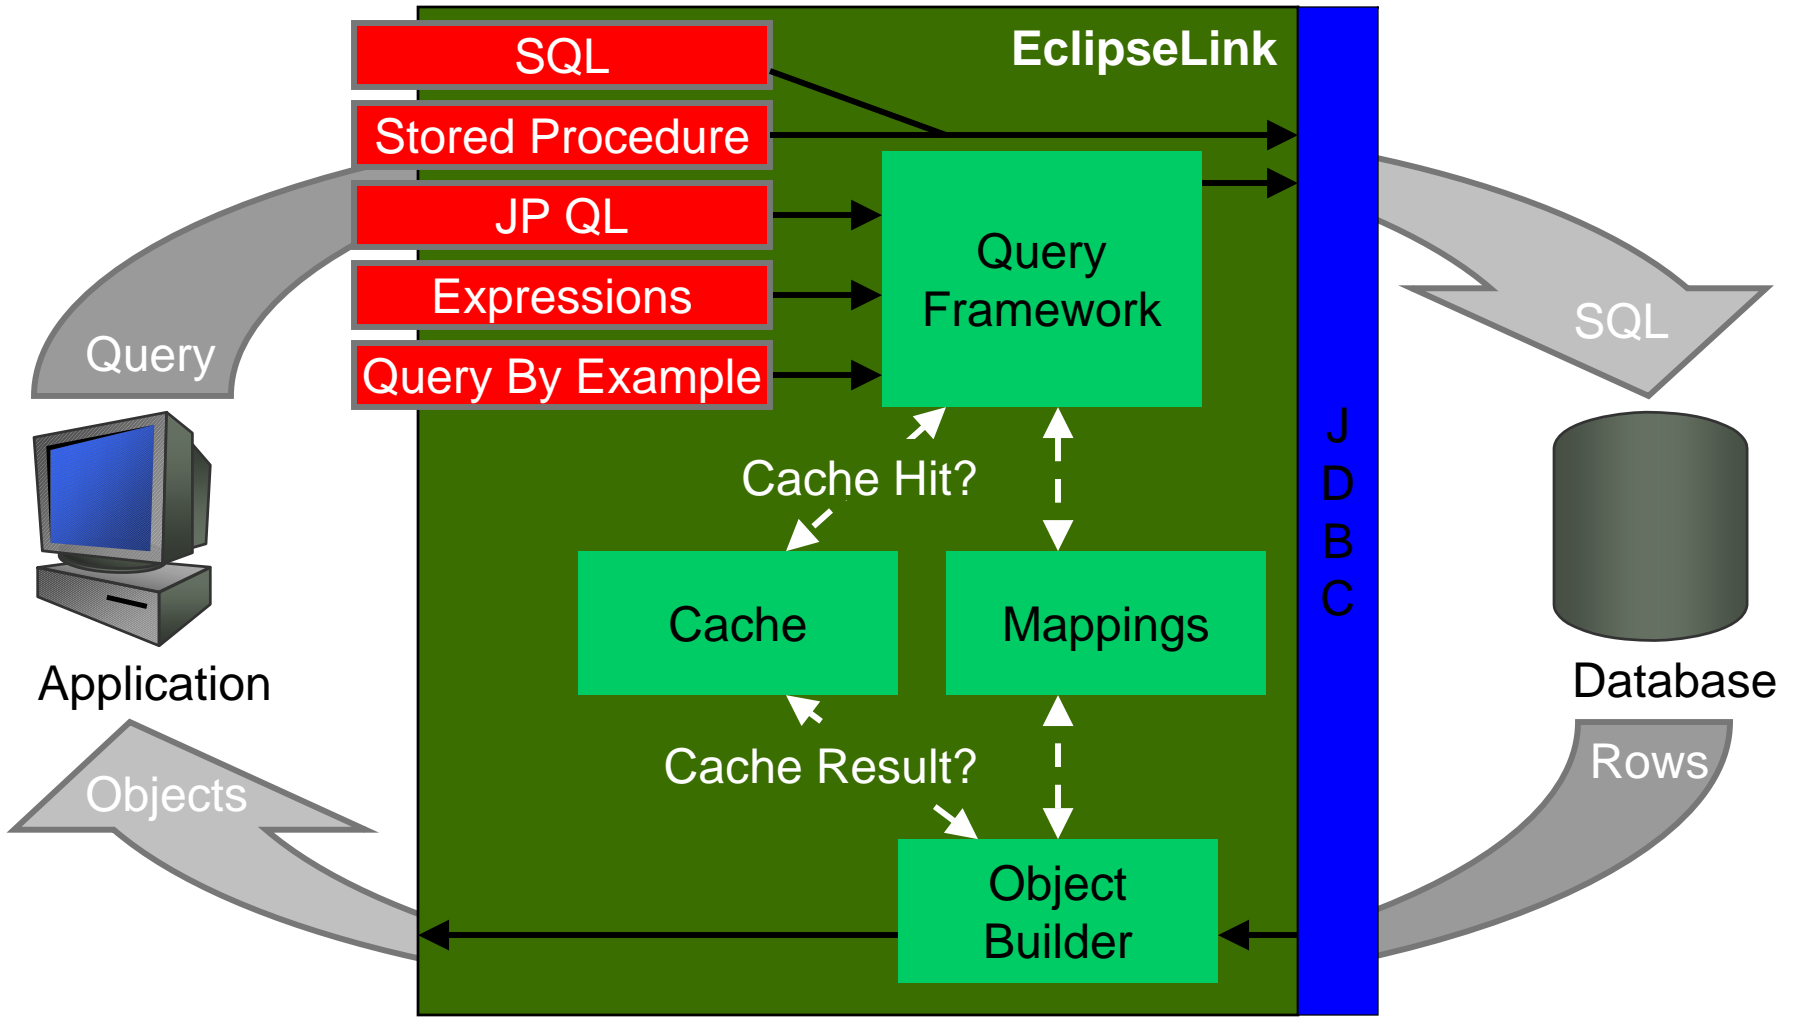 SQL
EclipseLink
Stored Procedure
JP QL
Expressions
Query By Example
Query
Query
Framework
SQL
J
D
B
C
Cache Hit?
Cache
Mappings
Application
Database
Cache Result?
Objects
Rows
Object
Builder